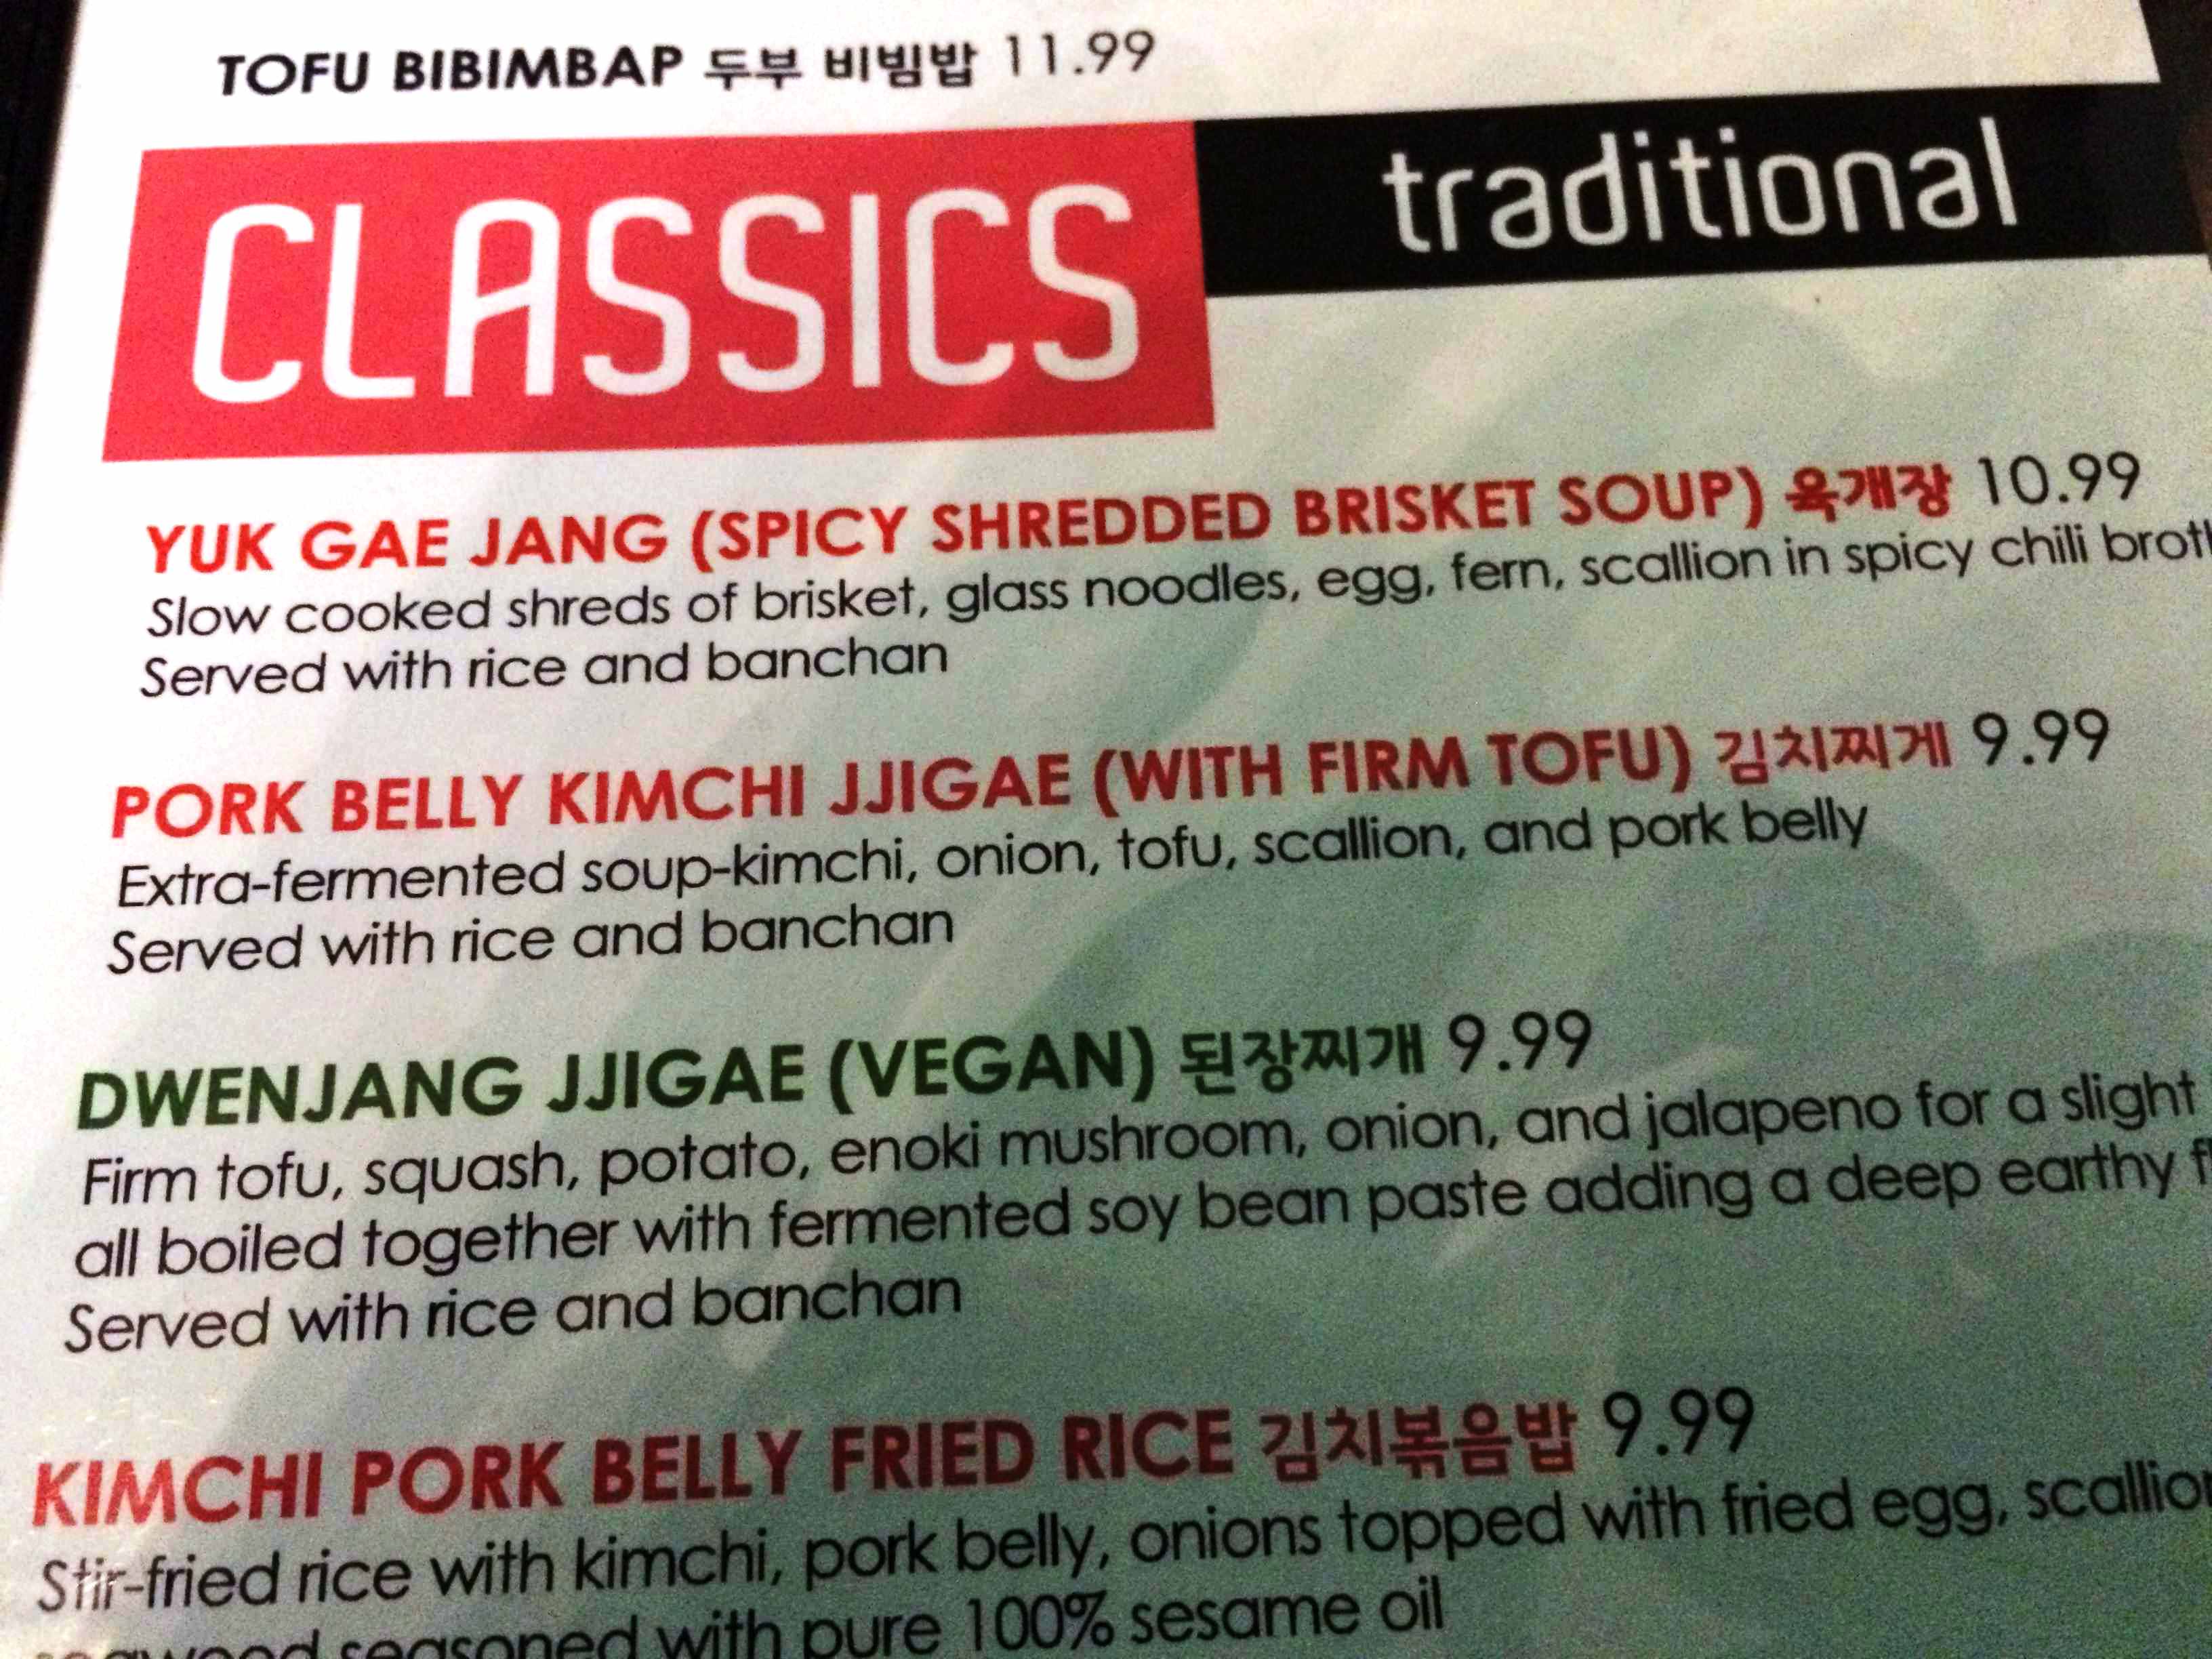 TOFU BIBIMBAP 두부 비빔밥 11.99
CLASSICS traditional
YUK GAE JANG (SPICY SHREDDED BRISKET SOUP) 육개장 10.99
Slow cooked shreds of brisket, glass noodles, egg, fern, scallion in spicy chili
Served with rice and banchan
PORK BELLY KIMCHI JJIGAE (WITH FIRM TOFU) 김치찌게 9.99
Extra-fermented soup-kimchi, onion, tofu, scallion, and pork belly
Served with rice and banchan
DWENJANG JJIGAE (VEGAN) 된장찌개 9.99
Firm tofu, squash, potato, enoki mushroom, onion, and jalapeno for a slight
all boiled together with fermented soy bean paste adding a deep earthy
Served with rice and banchan
KIMCHI PORK BELLY FRIED RICE 김치볶음밥 9.99
Stir-fried rice with kimchi, pork belly, onions topped with fried egg,
seasoned with pure 100% sesame oil